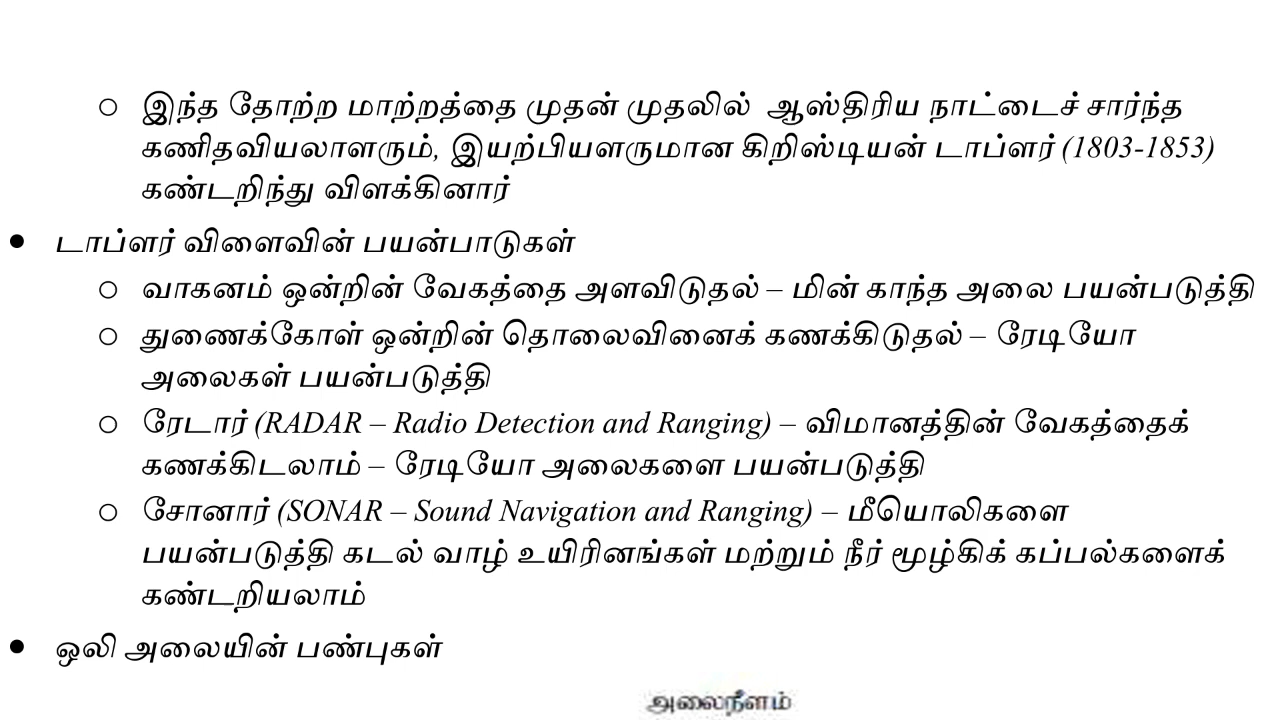 ○ இந்த தோற்ற மாற்றத்தை முதன் முதலில் ஆஸ்திரிய நாட்டைச் சார்ந்த
கணிதவியலாளரும், இயற்பியளருமான கிறிஸ்டியன் டாப்ளர் (1803-1853)
கண்டறிந்து விளக்கினார்
● டாப்ளர் விளைவின் பயன்பாடுகள்
○ வாகனம் ஒன்றின் வேகத்தை அளவிடுதல் – மின் காந்த அலை பயன்படுத்தி
○ துணைக்கோள் ஒன்றின் தொலைவினைக் கணக்கிடுதல் – ரேடியோ
அலைகள் பயன்படுத்தி
○ ரேடார் (RADAR – Radio Detection and Ranging) – விமானத்தின் வேகத்தைக்
கணக்கிடலாம் – ரேடியோ அலைகளை பயன்படுத்தி
○ சோனார் (SONAR – Sound Navigation and Ranging) – மீயொலிகளை
பயன்படுத்தி கடல் வாழ் உயிரினங்கள் மற்றும் நீர் மூழ்கிக் கப்பல்களைக்
கண்டறியலாம்
● ஒலி அலையின் பண்புகள்
அலைநீளம்